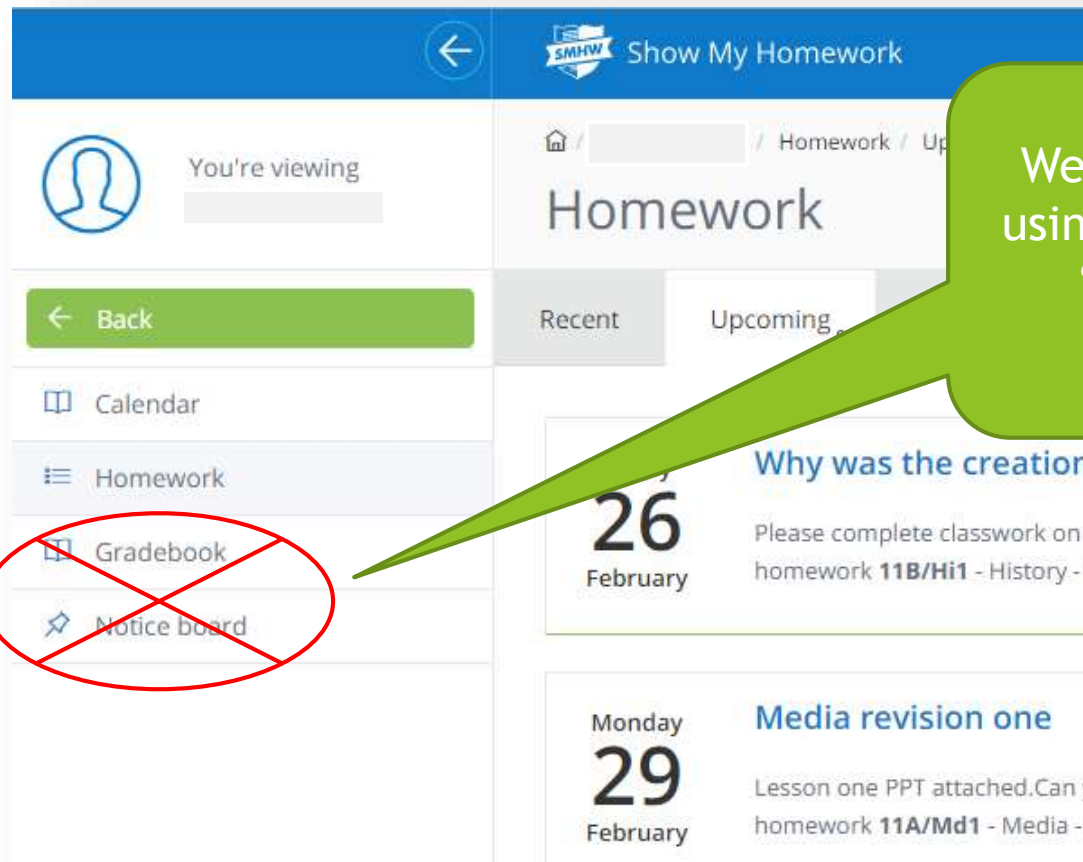 SMHW Show My Homework
You're viewing
/ Homework /
Homework
Back
Recent Upcoming
Calendar
Homework
Gradebook
Notice board
We
Why was the creation
26
February
Please complete classwork on
homework 11B/Hi1 - History -
Monday
29
February
Media revision one
Lesson one PPT attached.Can
homework 11A/Md1 - Media -